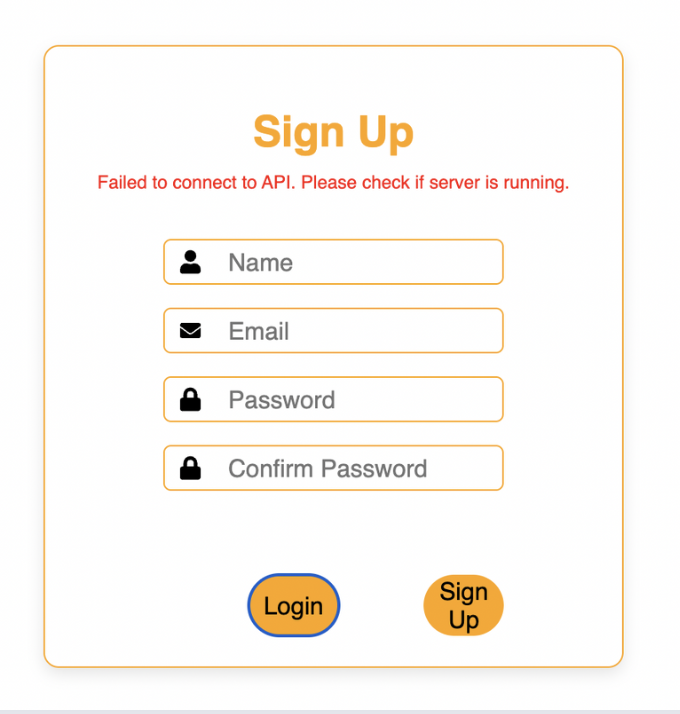 Sign Up
Failed to connect to API. Please check if server is running.
Name
Email
Password
Confirm Password
Login
Sign
Up